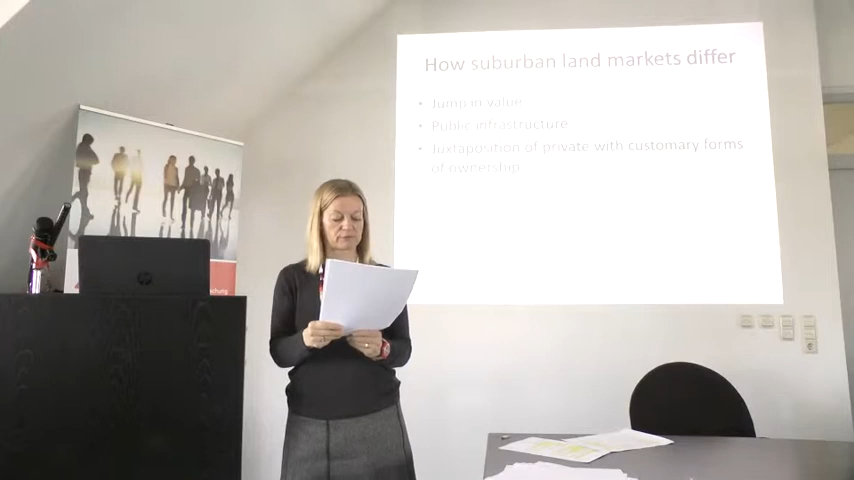 How suburban land markets differ
• Jump in value
• Public infrastructure
• Juxtaposition of private with customary forms
of ownership